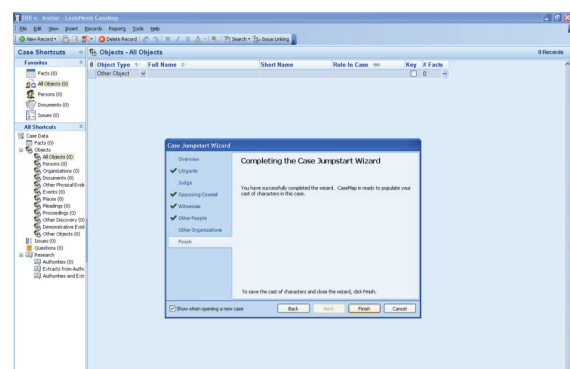 Hill v. Amitor - LexisNexis CaseMap
File Edit View Insert Records Reports Tools Help
New Record Delete Record Search Issue Linking
Case Shortcuts
Objects - All Objects
0 Records
Favorites
Facts (0)
All Objects (0)
Persons (0)
Documents (0)
Issues (0)
Object Type Full Name Short Name Role In Case Key # Facts
Other Object 0
All Shortcuts
Case Data
Facts (0)
Objects
All Objects (0)
Persons (0)
Organizations (0)
Documents (0)
Other Physical Evid
Events (0)
Places (0)
Pleadings (0)
Proceedings (0)
Other Discovery (0)
Demonstrative Evid
Other Objects (0)
Issues (0)
Questions (0)
Research
Authorities (0)
Extracts from Autho
Authorities and Extr
Case Jumpstart Wizard
Overview
Litigants
Judge
Opposing Counsel
Witnesses
Other People
Other Organizations
Finish
Completing the Case Jumpstart Wizard
You have successfully completed the wizard. CaseMap is ready to populate your
cast of characters in this case.
To save the cast of characters and close the wizard, click Finish.
Show when opening a new case
Back Next Finish Cancel